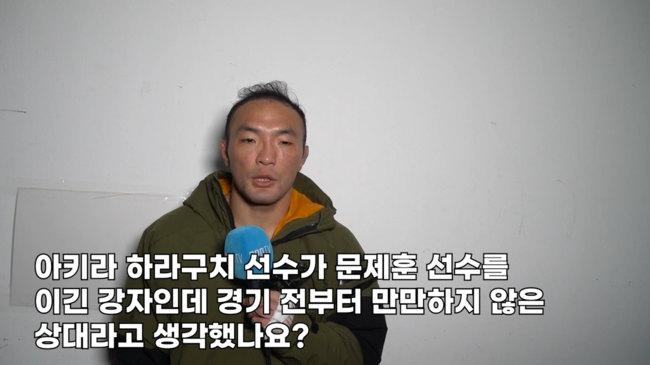 아키라 하라구치 선수가 문제훈 선수를
이긴 강자인데 경기 전부터 만만하지 않은
상대라고 생각했나요?